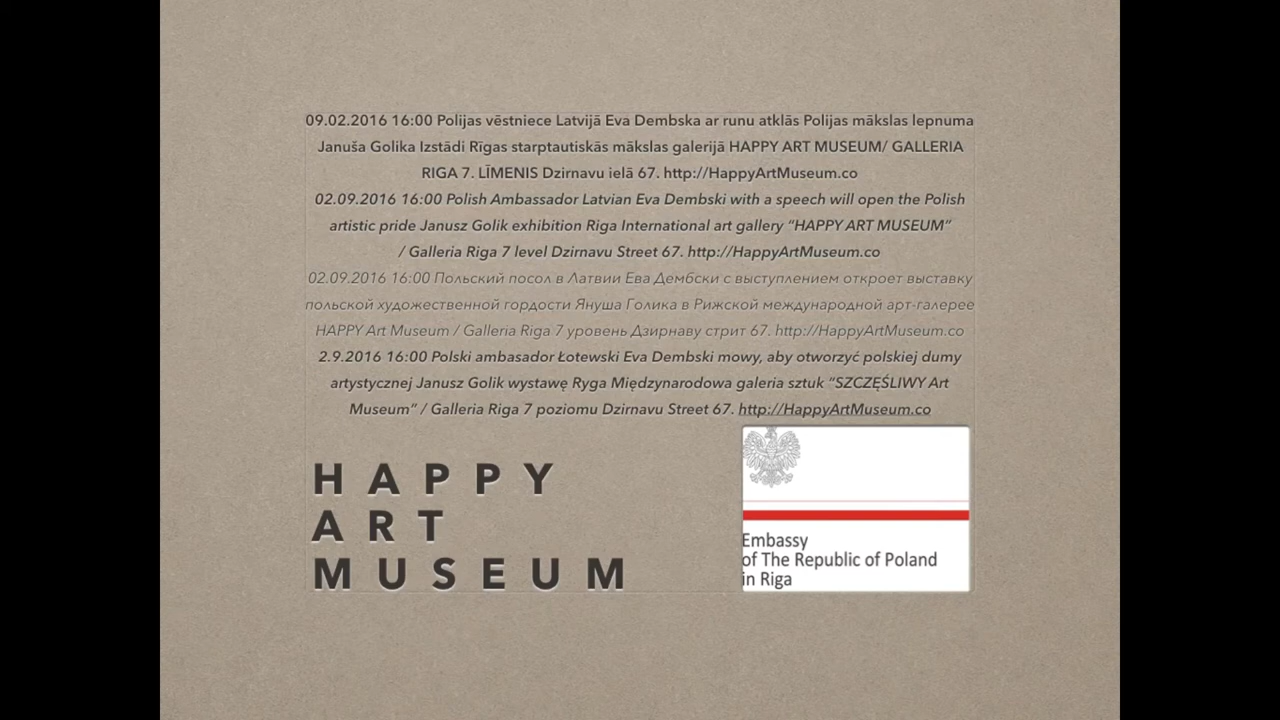 09.02.2016 16:00 Polijas vēstniece Latvijā Eva Dembska ar runu atklās Polijas mākslas lepnuma
Januša Golika Izstādi Rīgas starptautiskās mākslas galerijā HAPPY ART MUSEUM/ GALLERIA
RIGA 7. LĪMENIS Dzirnavu ielā 67. http://HappyArtMuseum.co
02.09.2016 16:00 Polish Ambassador Latvian Eva Dembski with a speech will open the Polish
artistic pride Janusz Golik exhibition Riga International art gallery “HAPPY ART MUSEUM”
/ Galleria Riga 7 level Dzirnavu Street 67. http://HappyArtMuseum.co
02.09.2016 16:00 Польский посол в Латвии Ева Дембски с выступлением откроет выставку
польской художественной гордости Януша Голика в Рижской международной арт-галерее
HAPPY Art Museum / Galleria Riga 7 уровень Дзирнаву стрит 67. http://HappyArtMuseum.co
2.9.2016 16:00 Polski ambasador Łotewski Eva Dembski mowy, aby otworzyć polskiej dumy
artystycznej Janusz Golik wystawę Ryga Międzynarodowa galeria sztuk “SZCZĘŚLIWY Art
Museum” / Galleria Riga 7 poziomu Dzirnavu Street 67. http://HappyArtMuseum.co
HAPPY
ART
MUSEUM
Embassy
of The Republic of Poland
in Riga